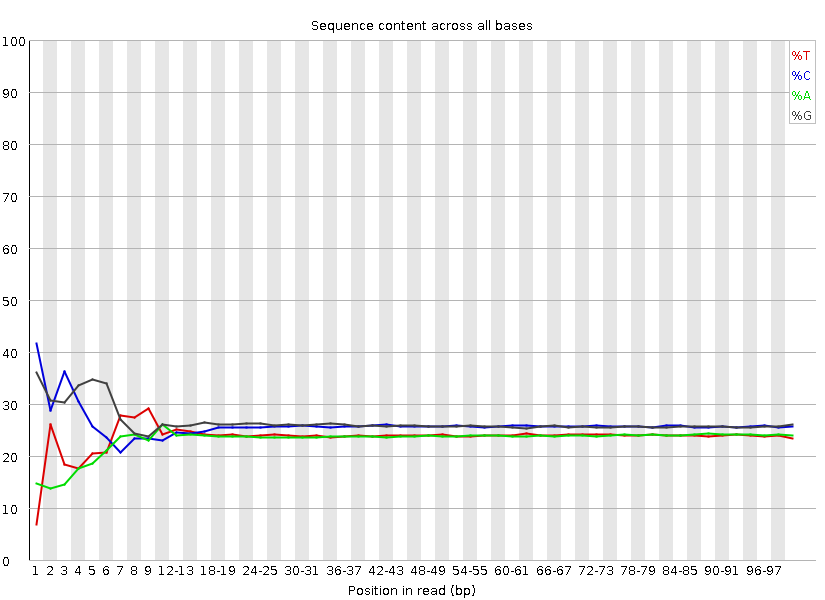 Sequence content across all bases
100
90
80
70
60
50
40
30
20
10
0
%T
%C
%A
%G
1 2 3 4 5 6 7 8 9 12-13 18-19 24-25 30-31 36-37 42-43 48-49 54-55 60-61 66-67 72-73 78-79 84-85 90-91 96-97
Position in read (bp)